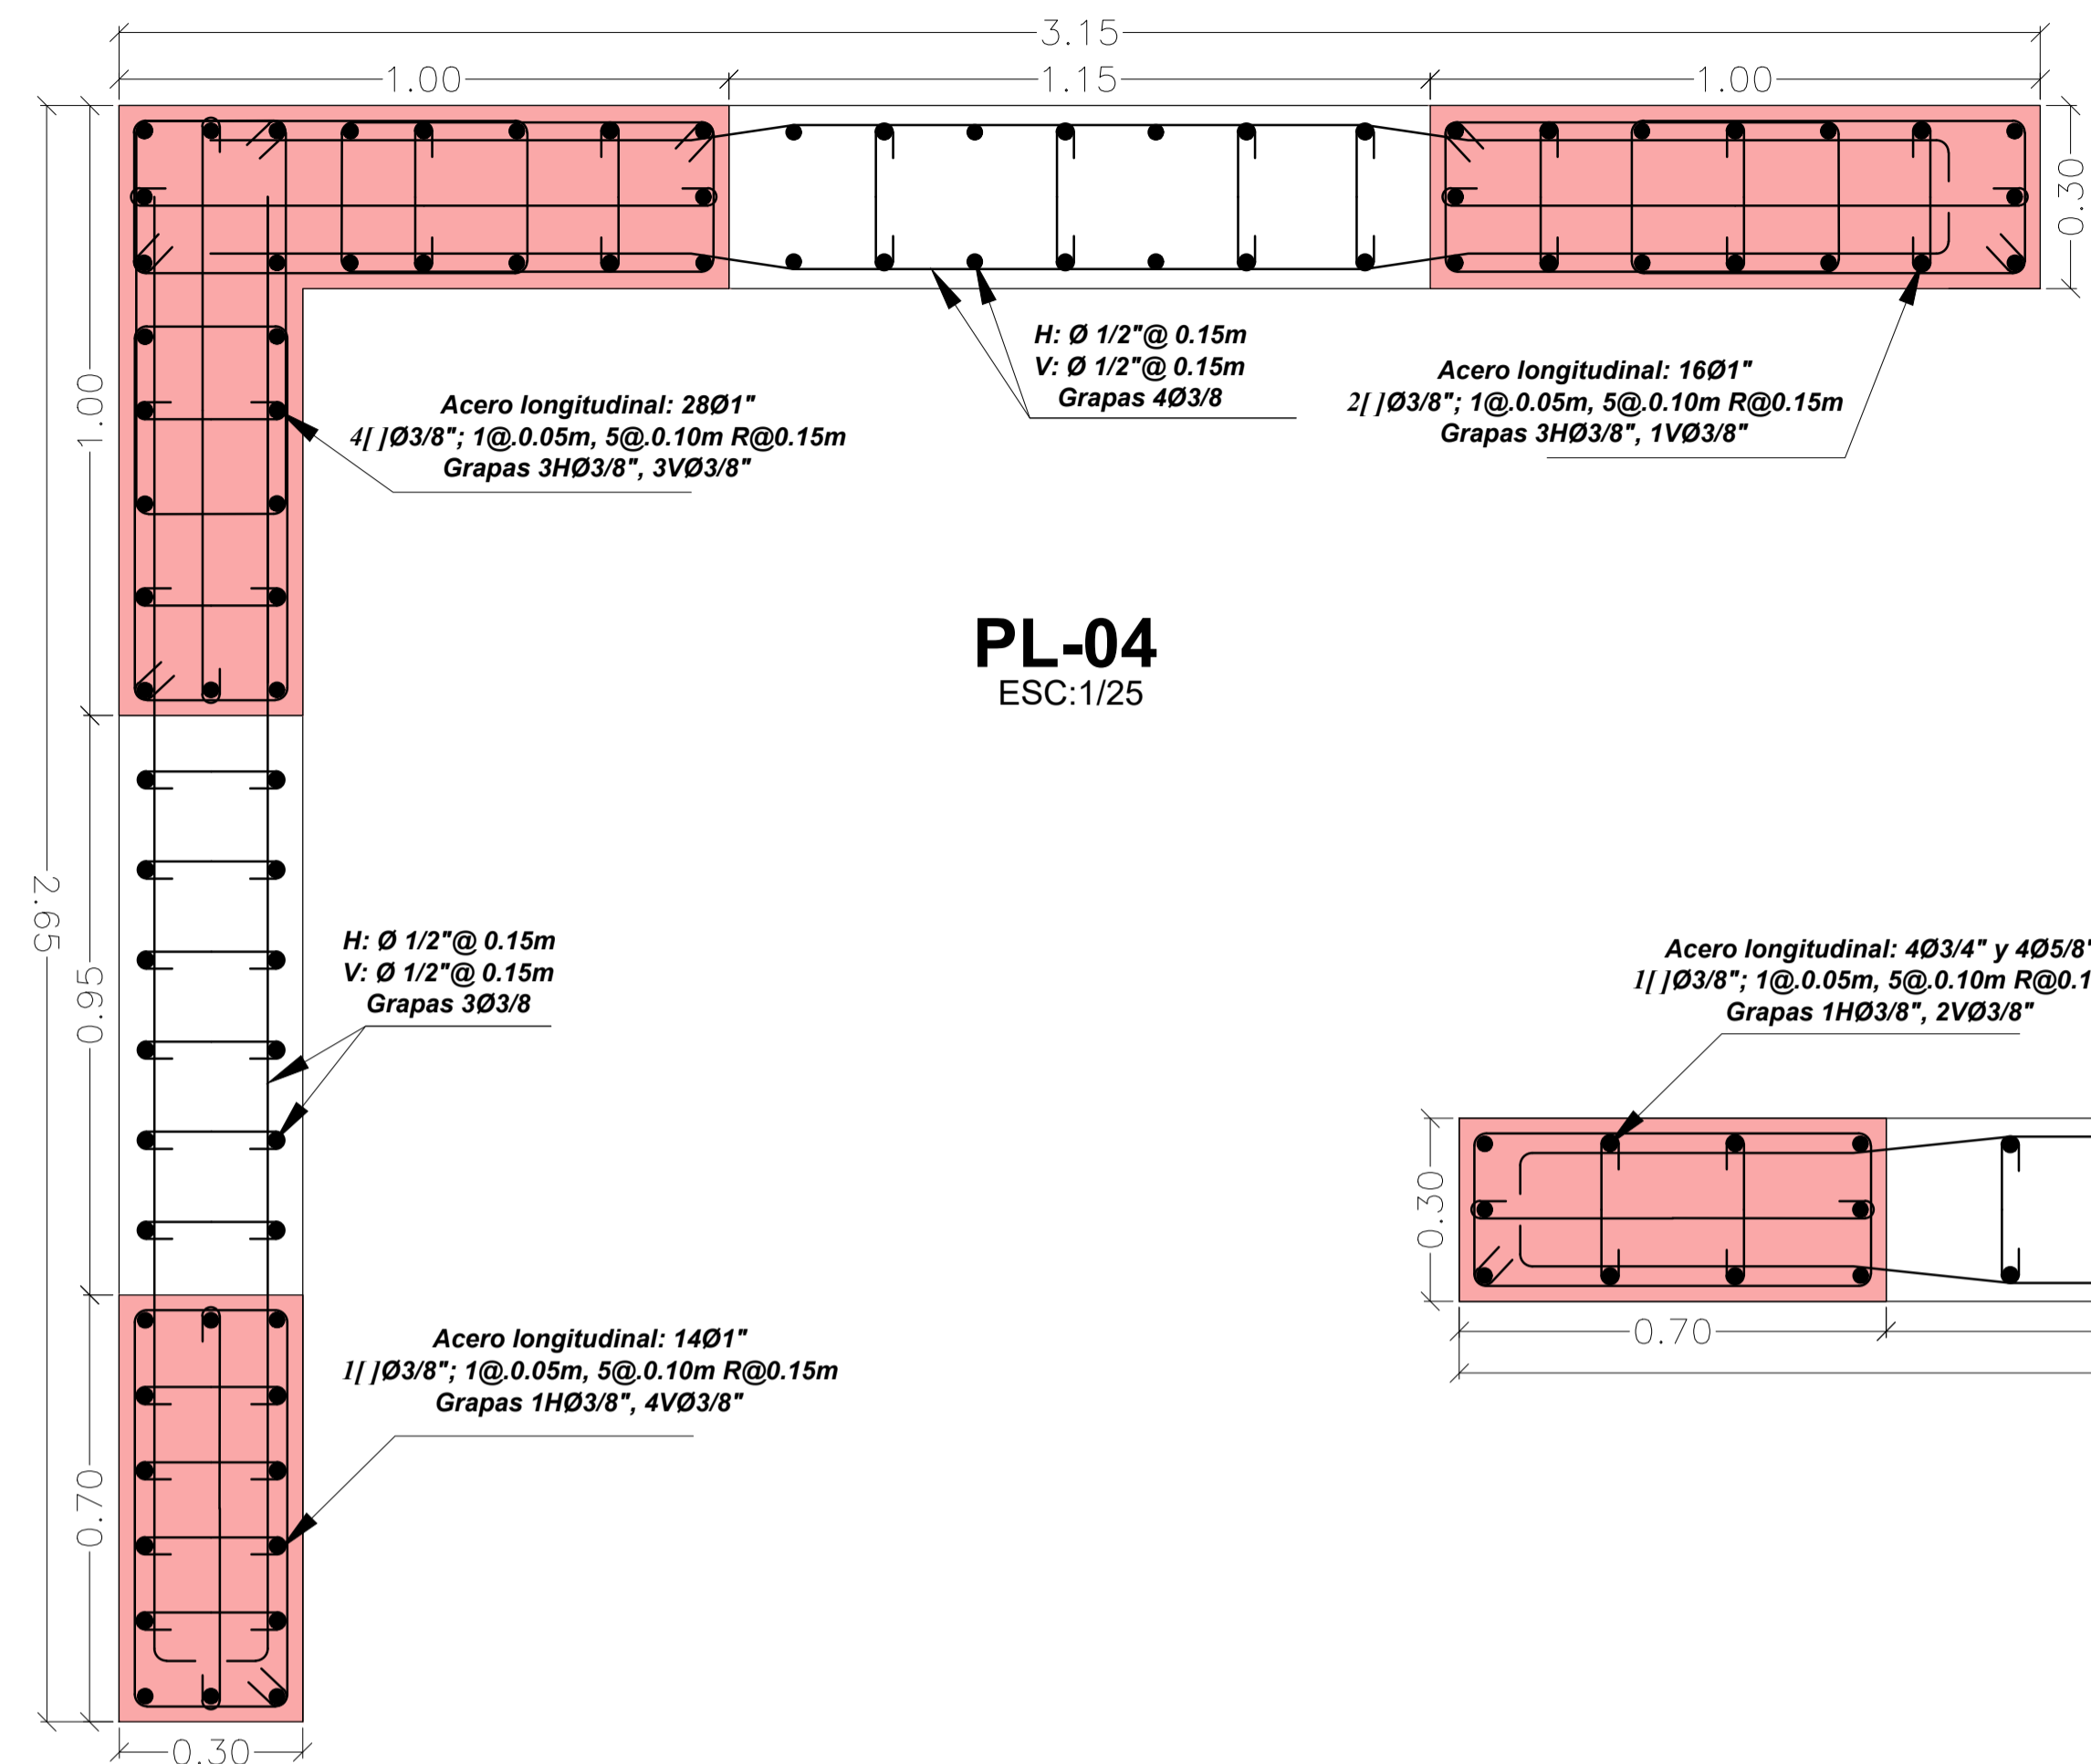 3.15
1.00
1.15
1.00
0.30
H: Ø 1/2"@ 0.15m
V: Ø 1/2"@ 0.15m
Grapas 4Ø3/8
Acero longitudinal: 16Ø1"
2[ ]Ø3/8"; 1@.0.05m, 5@.0.10m R@0.15m
Grapas 3HØ3/8", 1VØ3/8"
1.00
Acero longitudinal: 28Ø1"
4[ ]Ø3/8"; 1@.0.05m, 5@.0.10m R@0.15m
Grapas 3HØ3/8", 3VØ3/8"
PL-04
ESC:1/25
2.65
0.95
H: Ø 1/2"@ 0.15m
V: Ø 1/2"@ 0.15m
Grapas 3Ø3/8
Acero longitudinal: 4Ø3/4" y 4Ø5/8"
1[ ]Ø3/8"; 1@.0.05m, 5@.0.10m R@0.1
Grapas 1HØ3/8", 2VØ3/8"
0.30
0.70
Acero longitudinal: 14Ø1"
1[ ]Ø3/8"; 1@.0.05m, 5@.0.10m R@0.15m
Grapas 1HØ3/8", 4VØ3/8"
0.70
0.30